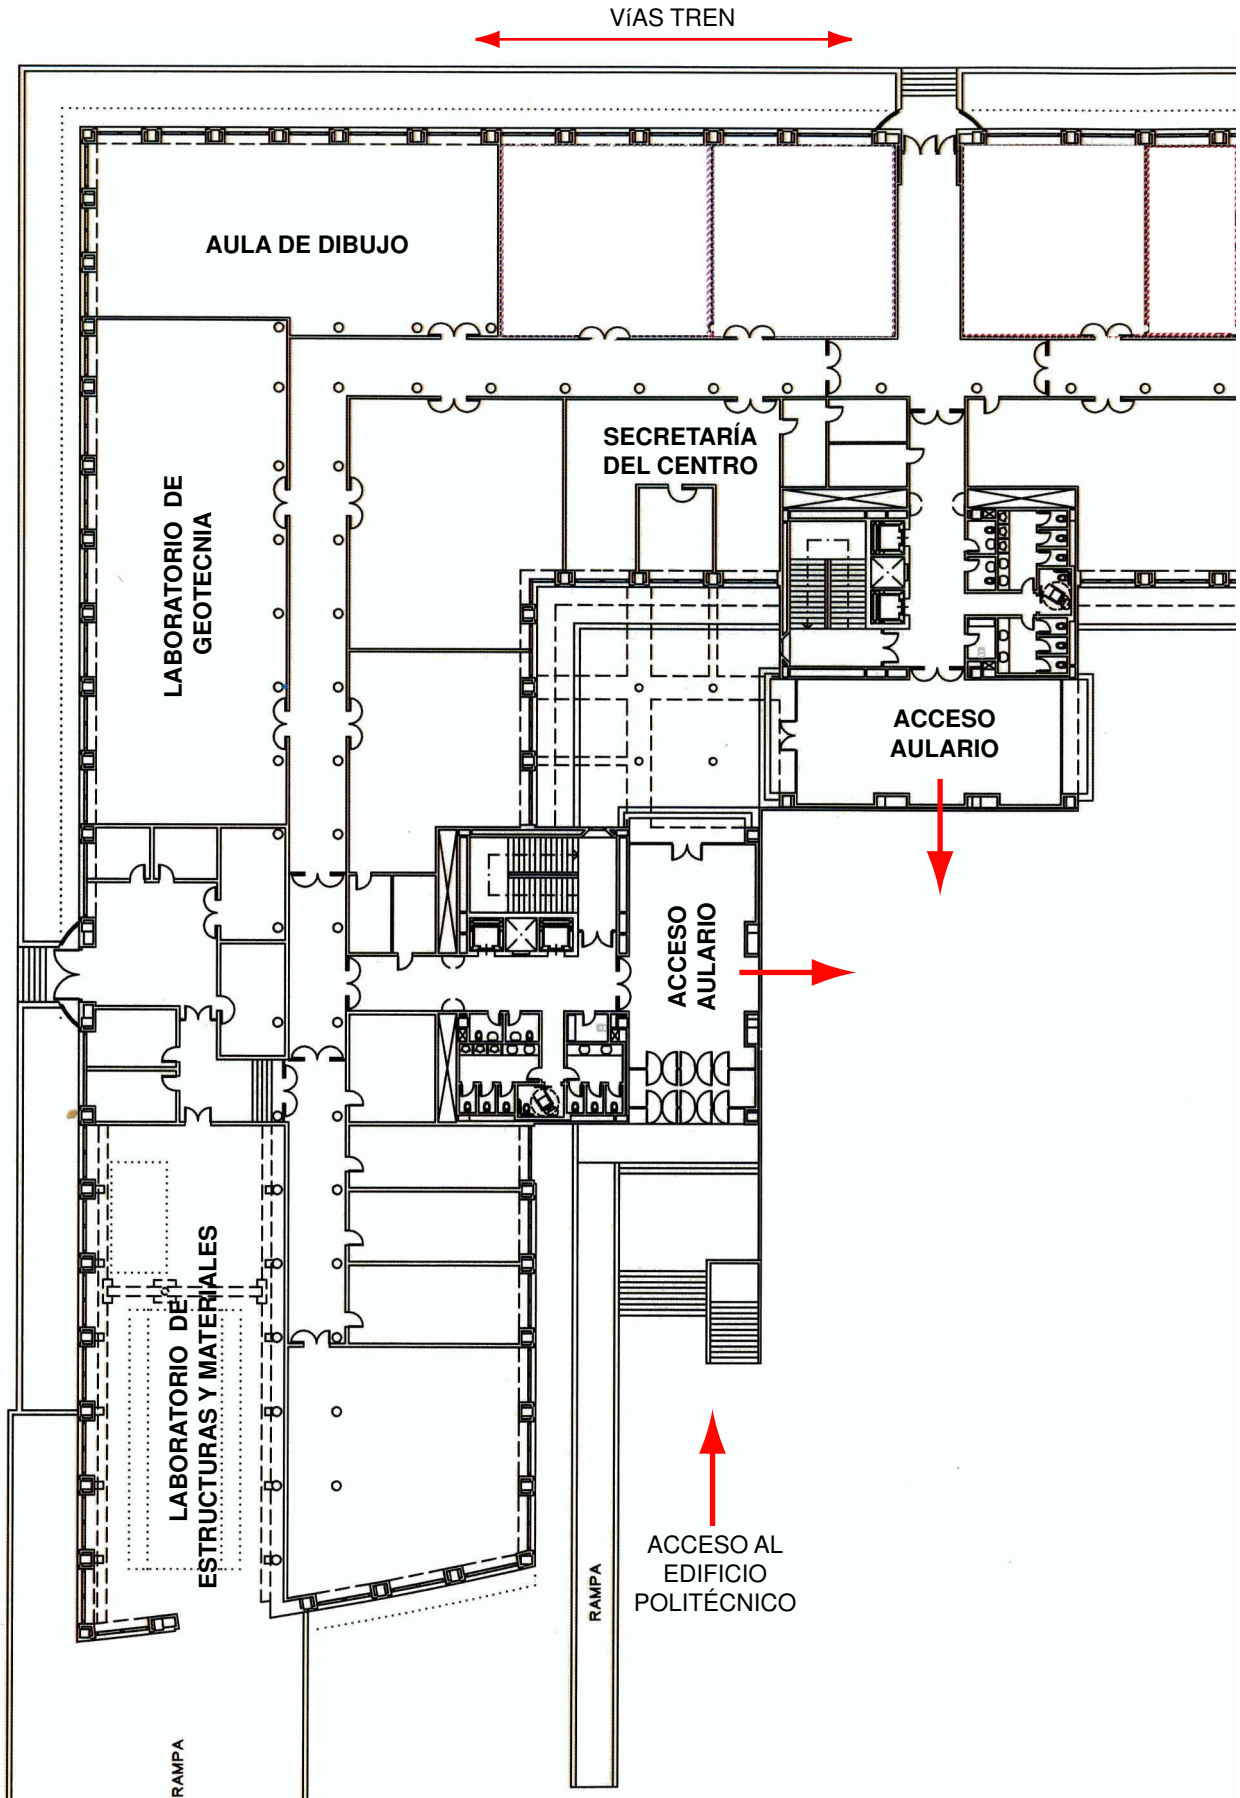 VíAS TREN
AULA DE DIBUJO
SECRETARÍA
DEL CENTRO
LABORATORIO DE
GEOTECNIA
ACCESO
AULARIO
ACCESO
AULARIO
LABORATORIO DE
ESTRUCTURAS Y MATERIALES
ACCESO AL
EDIFICIO
POLITÉCNICO
RAMPA
RAMPA